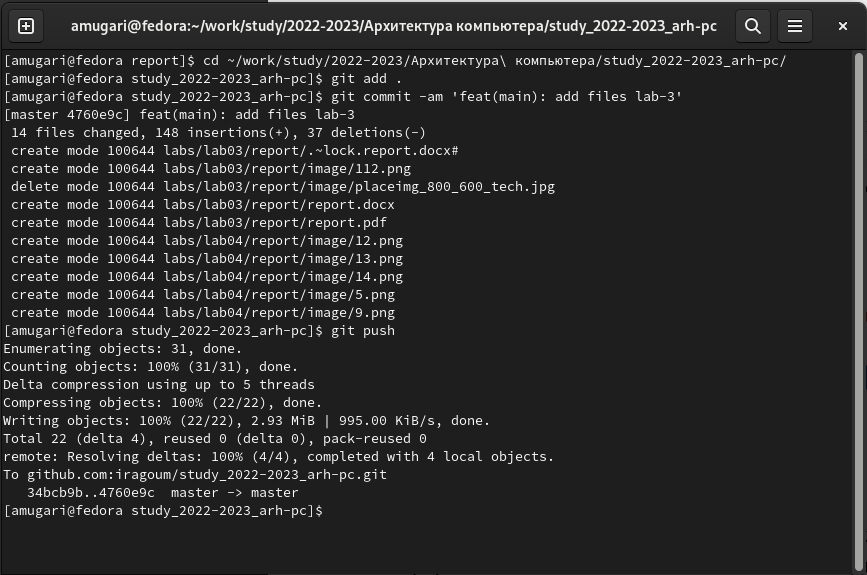 amugari@fedora:~/work/study/2022-2023/Архитектура компьютера/study_2022-2023_arh-pc
[amugari@fedora report]$ cd ~/work/study/2022-2023/Архитектура\ компьютера/study_2022-2023_arh-pc/
[amugari@fedora study_2022-2023_arh-pc]$ git add .
[amugari@fedora study_2022-2023_arh-pc]$ git commit -am 'feat(main): add files lab-3'
[master 4760e9c] feat(main): add files lab-3
 14 files changed, 148 insertions(+), 37 deletions(-)
 create mode 100644 labs/lab03/report/.~lock.report.docx#
 create mode 100644 labs/lab03/report/image/112.png
 delete mode 100644 labs/lab03/report/image/placeimg_800_600_tech.jpg
 create mode 100644 labs/lab03/report/report.docx
 create mode 100644 labs/lab03/report/report.pdf
 create mode 100644 labs/lab04/report/image/12.png
 create mode 100644 labs/lab04/report/image/13.png
 create mode 100644 labs/lab04/report/image/14.png
 create mode 100644 labs/lab04/report/image/5.png
 create mode 100644 labs/lab04/report/image/9.png
[amugari@fedora study_2022-2023_arh-pc]$ git push
Enumerating objects: 31, done.
Counting objects: 100% (31/31), done.
Delta compression using up to 5 threads
Compressing objects: 100% (22/22), done.
Writing objects: 100% (22/22), 2.93 MiB | 995.00 KiB/s, done.
Total 22 (delta 4), reused 0 (delta 0), pack-reused 0
remote: Resolving deltas: 100% (4/4), completed with 4 local objects.
To github.com:iragoum/study_2022-2023_arh-pc.git
   34bcb9b..4760e9c  master -> master
[amugari@fedora study_2022-2023_arh-pc]$